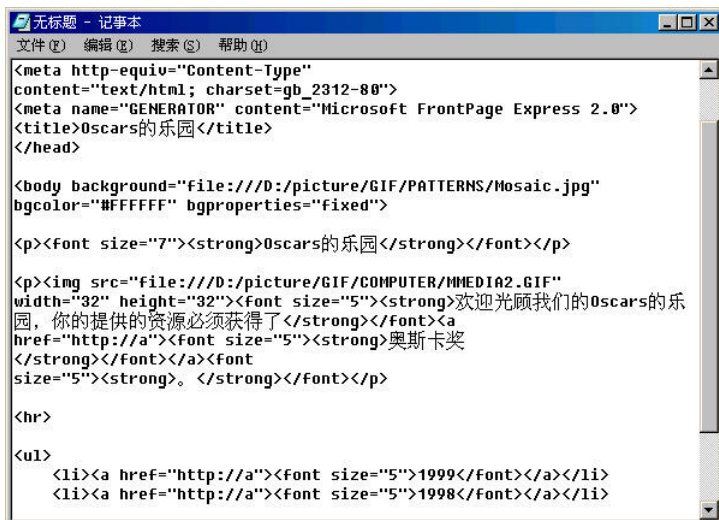 无标题 - 记事本
文件(F) 编辑(E) 搜索(S) 帮助(H)
<meta http-equiv="Content-Type"
content="text/html; charset=gb_2312-80">
<meta name="GENERATOR" content="Microsoft FrontPage Express 2.0">
<title>Oscars的乐园</title>
</head>
<body background="file:///D:/picture/GIF/PATTERNS/Mosaic.jpg"
bgcolor="#FFFFFF" bgproperties="fixed">
<p><font size="7"><strong>Oscars的乐园</strong></font></p>
<p><img src="file:///D:/picture/GIF/COMPUTER/MMEDIA2.GIF"
width="32" height="32"><font size="5"><strong>欢迎光顾我们的Oscars的乐
园，你的提供的资源必须获得了</strong></font><a
href="http://a"><font size="5"><strong>奥斯卡奖
</strong></font></a><font
size="5"><strong>。</strong></font></p>
<hr>
<ul>
<li><a href="http://a"><font size="5">1999</font></a></li>
<li><a href="http://a"><font size="5">1998</font></a></li>